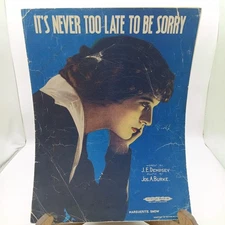 IT'S NEVER TOO LATE TO BE SORRY
J.E. DEMPSEY
JOS. A. BURKE
MARGUERITE SNOW